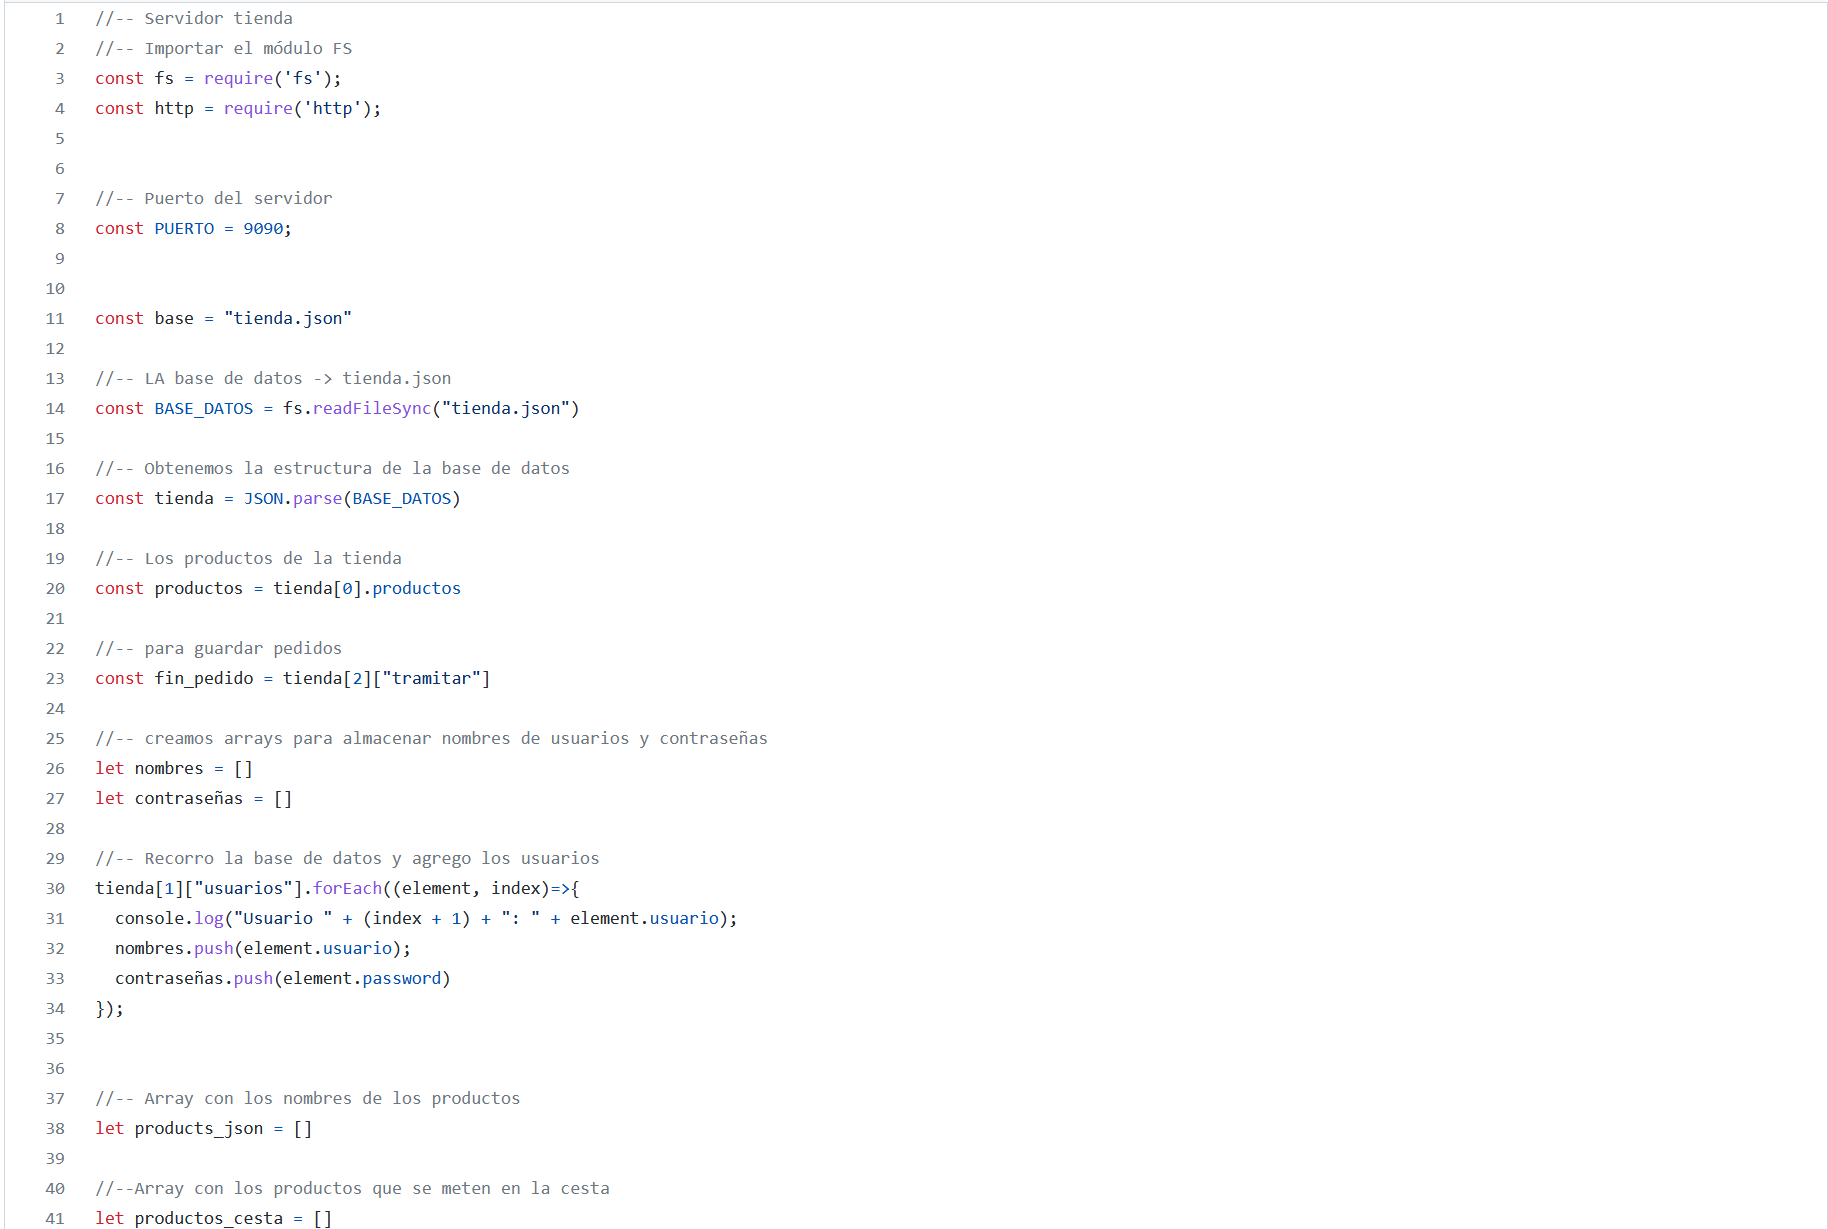 1 //-- Servidor tienda
2 //-- Importar el módulo FS
3 const fs = require('fs');
4 const http = require('http');
5
6
7 //-- Puerto del servidor
8 const PUERTO = 9090;
9
10
11 const base = "tienda.json"
12
13 //-- LA base de datos -> tienda.json
14 const BASE_DATOS = fs.readFileSync("tienda.json")
15
16 //-- Obtenemos la estructura de la base de datos
17 const tienda = JSON.parse(BASE_DATOS)
18
19 //-- Los productos de la tienda
20 const productos = tienda[0].productos
21
22 //-- para guardar pedidos
23 const fin_pedido = tienda[2]["tramitar"]
24
25 //-- creamos arrays para almacenar nombres de usuarios y contraseñas
26 let nombres = []
27 let contraseñas = []
28
29 //-- Recorro la base de datos y agrego los usuarios
30 tienda[1]["usuarios"].forEach((element, index)=>{
31   console.log("Usuario " + (index + 1) + ": " + element.usuario);
32   nombres.push(element.usuario);
33   contraseñas.push(element.password)
34 });
35
36
37 //-- Array con los nombres de los productos
38 let products_json = []
39
40 //--Array con los productos que se meten en la cesta
41 let productos_cesta = []